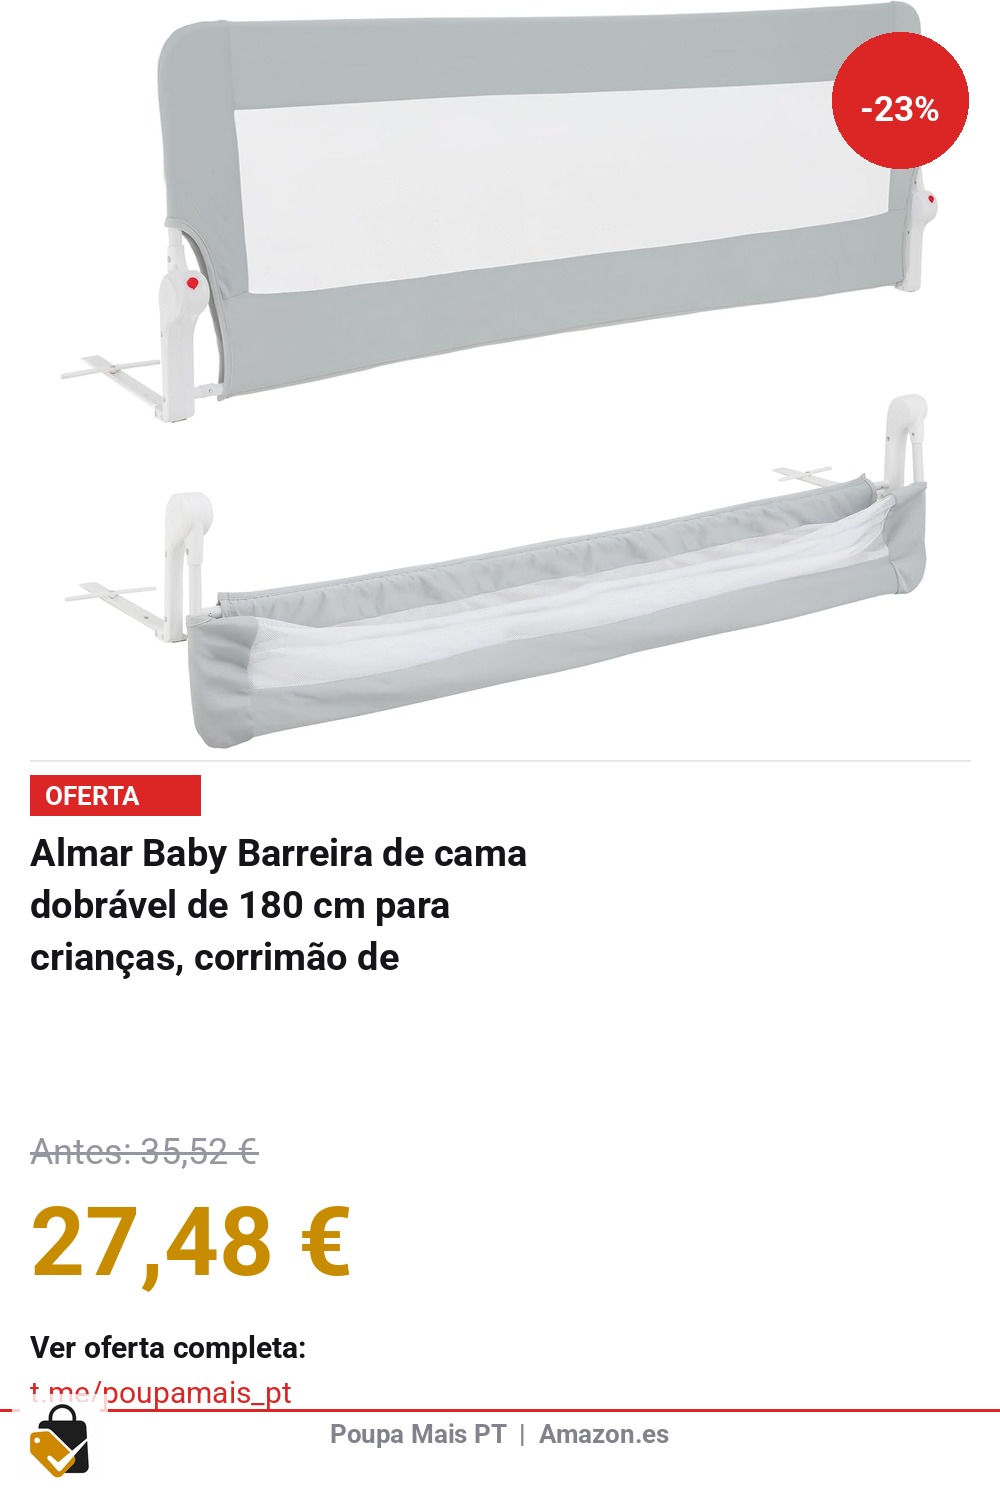 -23%
OFERTA
Almar Baby Barreira de cama
dobrável de 180 cm para
crianças, corrimão de
Antes: 35,52 €
27,48 €
Ver oferta completa:
t.me/poupamais_pt
Poupa Mais PT | Amazon.es